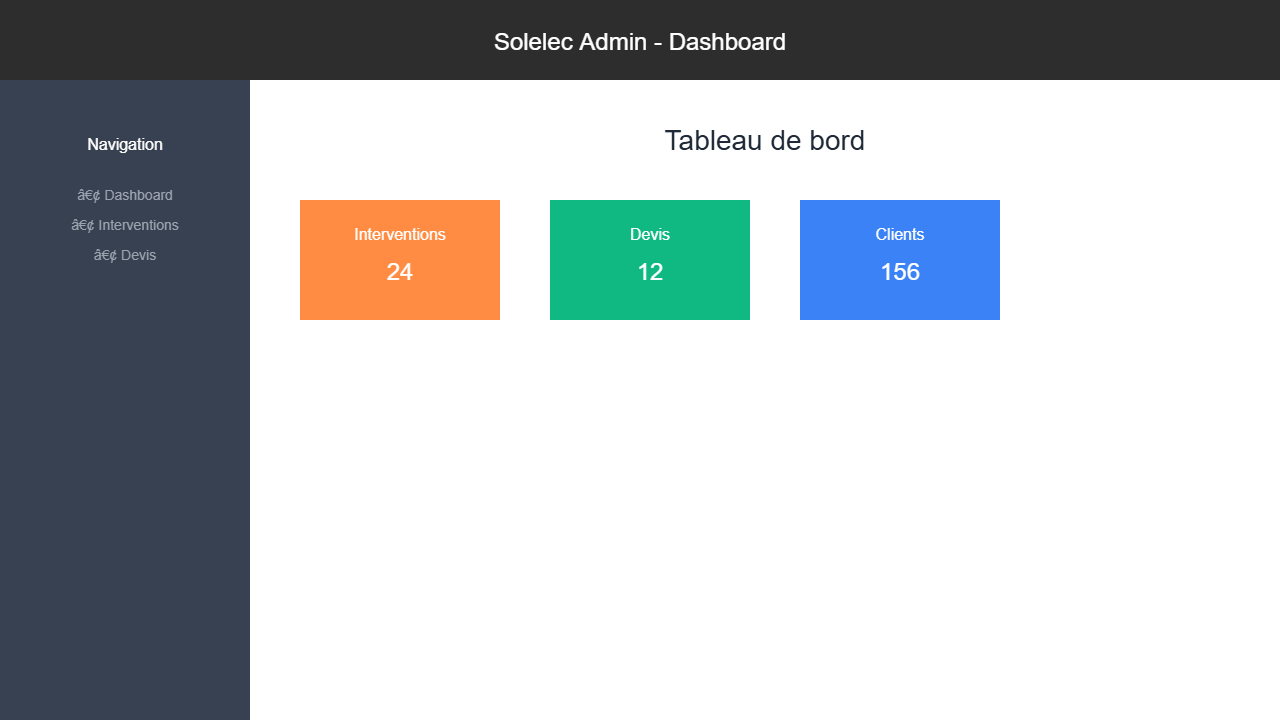 Solelec Admin - Dashboard
Navigation
â€¢ Dashboard
â€¢ Interventions
â€¢ Devis
Tableau de bord
Interventions
24
Devis
12
Clients
156